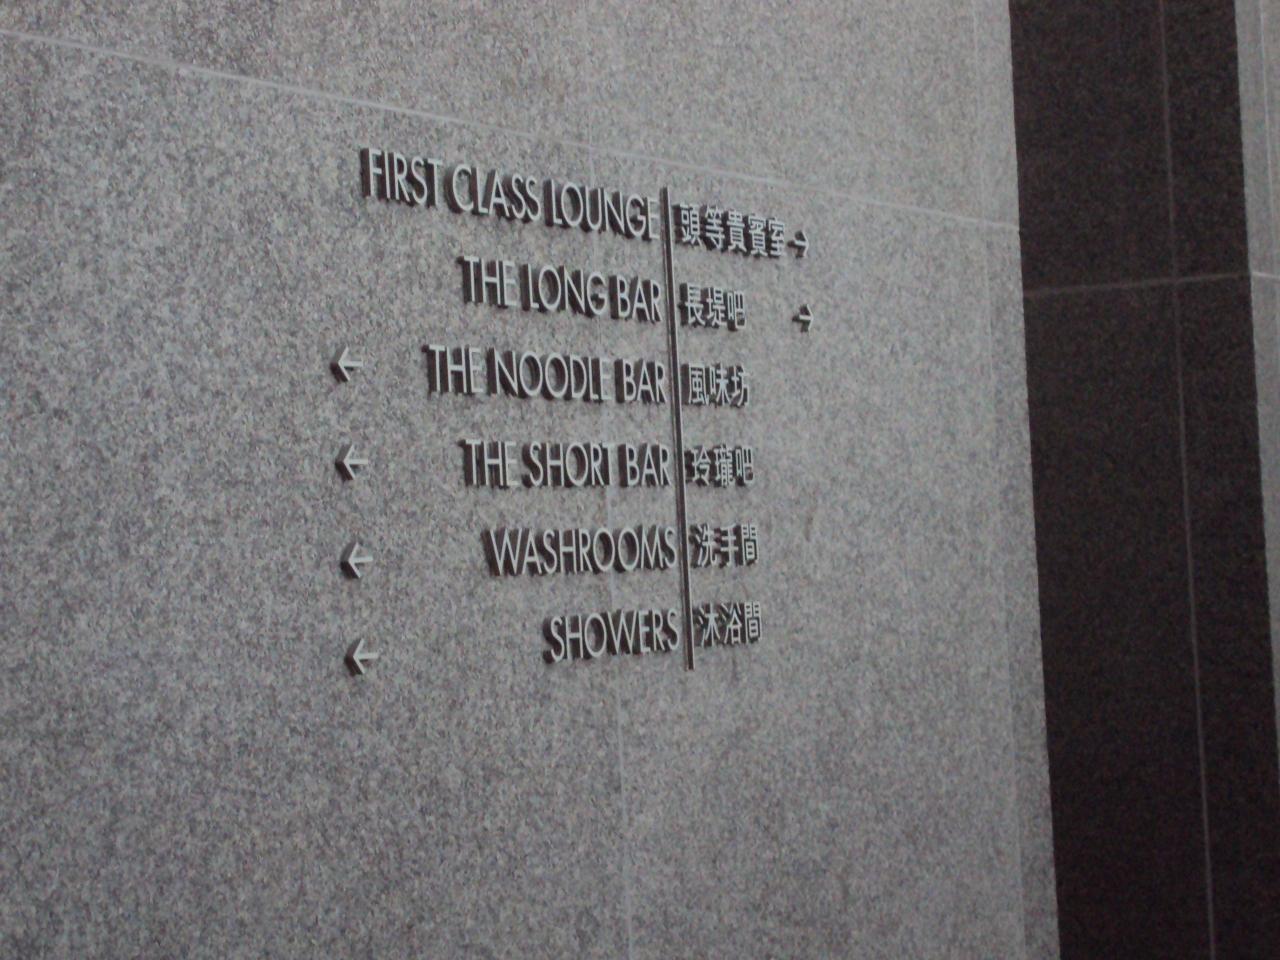 FIRST CLASS LOUNGE 頭等貴賓室 →
THE LONG BAR 長堤吧 →
← THE NOODLE BAR 風味坊
← THE SHORT BAR 玲瓏吧
← WASHROOMS 洗手間
← SHOWERS 沐浴間